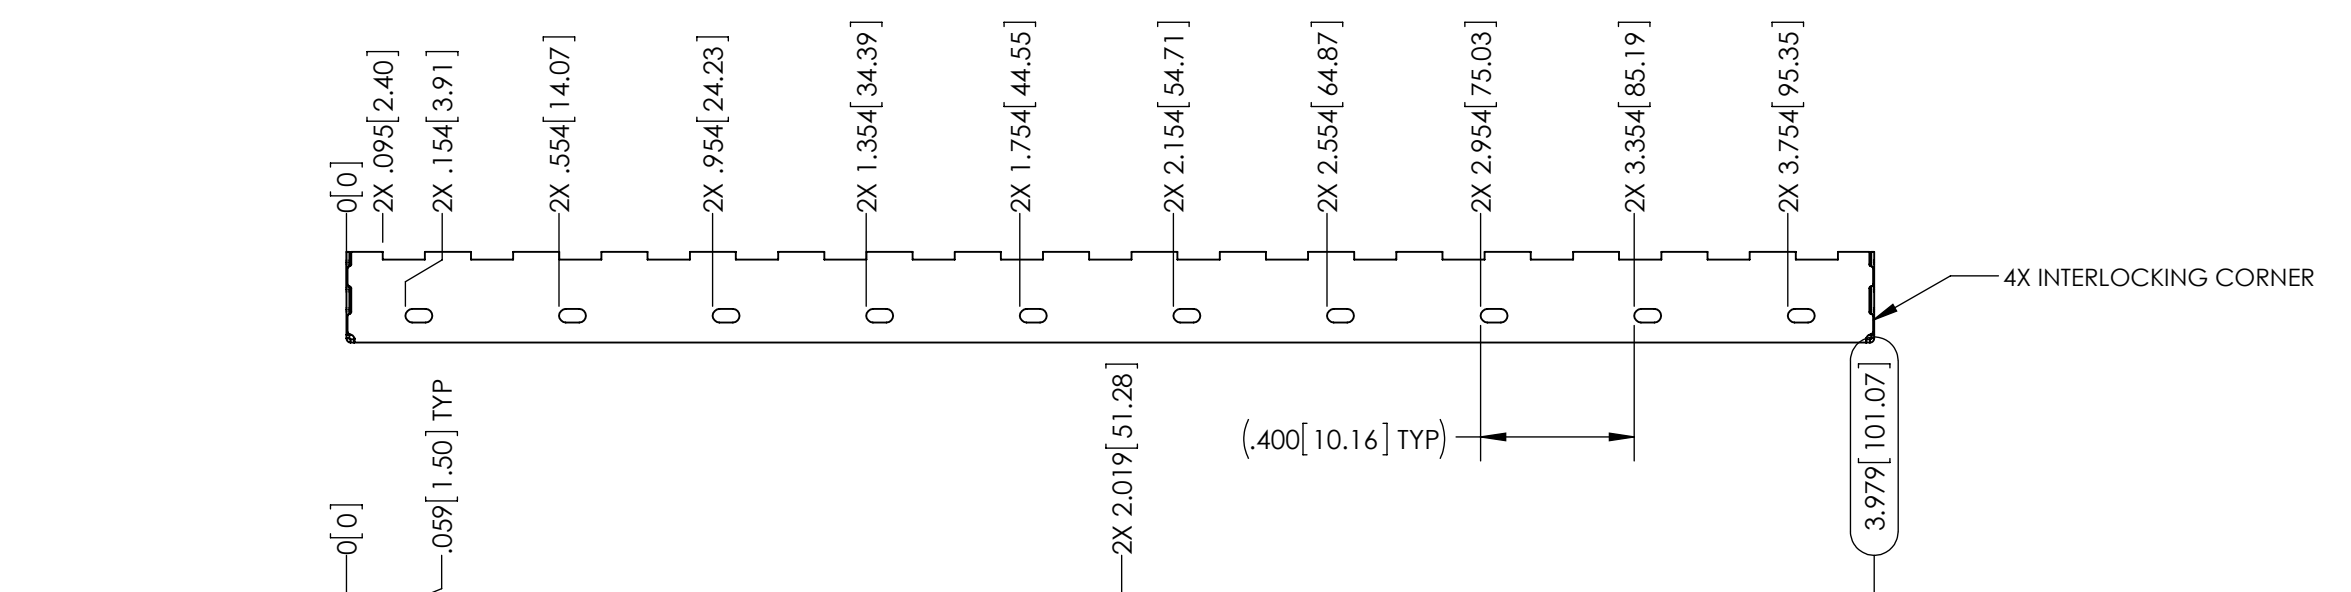 0[0]
2X .095[2.40]
2X .154[3.91]
2X .554[14.07]
2X .954[24.23]
2X 1.354[34.39]
2X 1.754[44.55]
2X 2.154[54.71]
2X 2.554[64.87]
2X 2.954[75.03]
2X 3.354[85.19]
2X 3.754[95.35]
4X INTERLOCKING CORNER
(.400[10.16] TYP)
0[0]
.059[1.50] TYP
2X 2.019[51.28]
3.979[101.07]